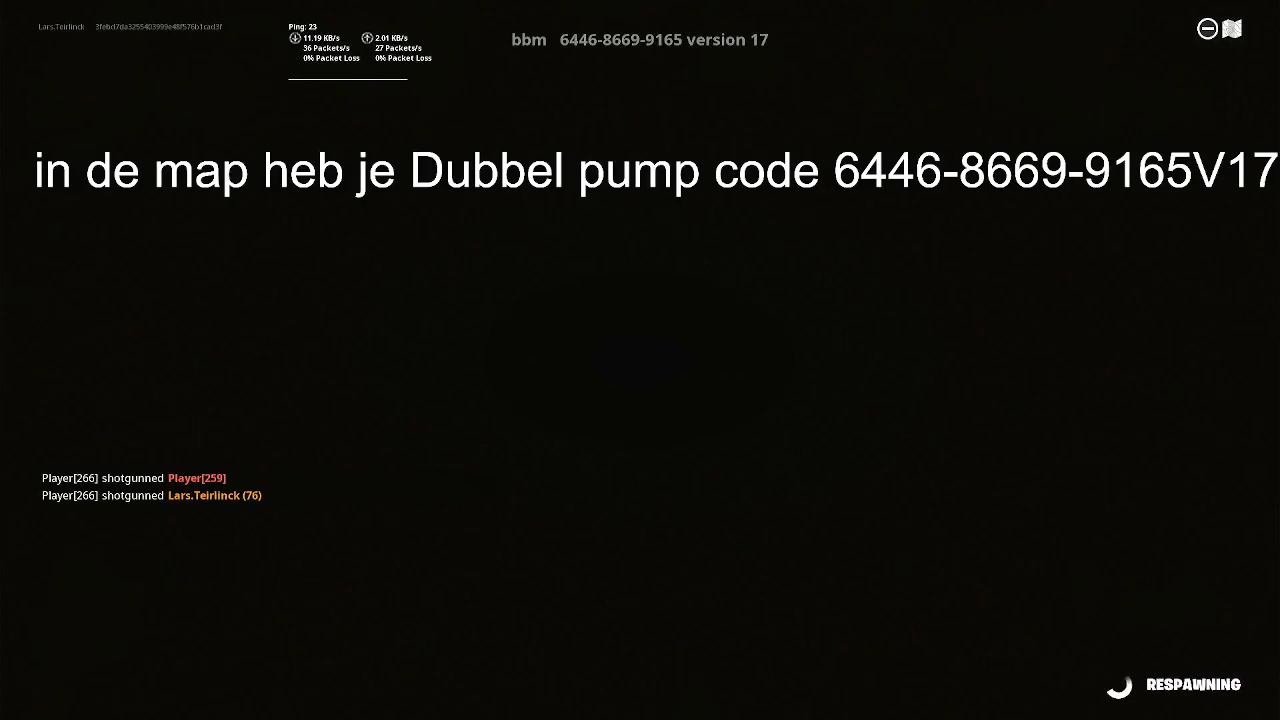 Lars.Teirlinck
Ping: 23
11.19 KB/s 2.01 KB/s
36 Packets/s 27 Packets/s
0% Packet Loss 0% Packet Loss
bbm 6446-8669-9165 version 17
in de map heb je Dubbel pump code 6446-8669-9165V17
Player[266] shotgunned Player[259]
Player[266] shotgunned Lars.Teirlinck (76)
RESPAWNING